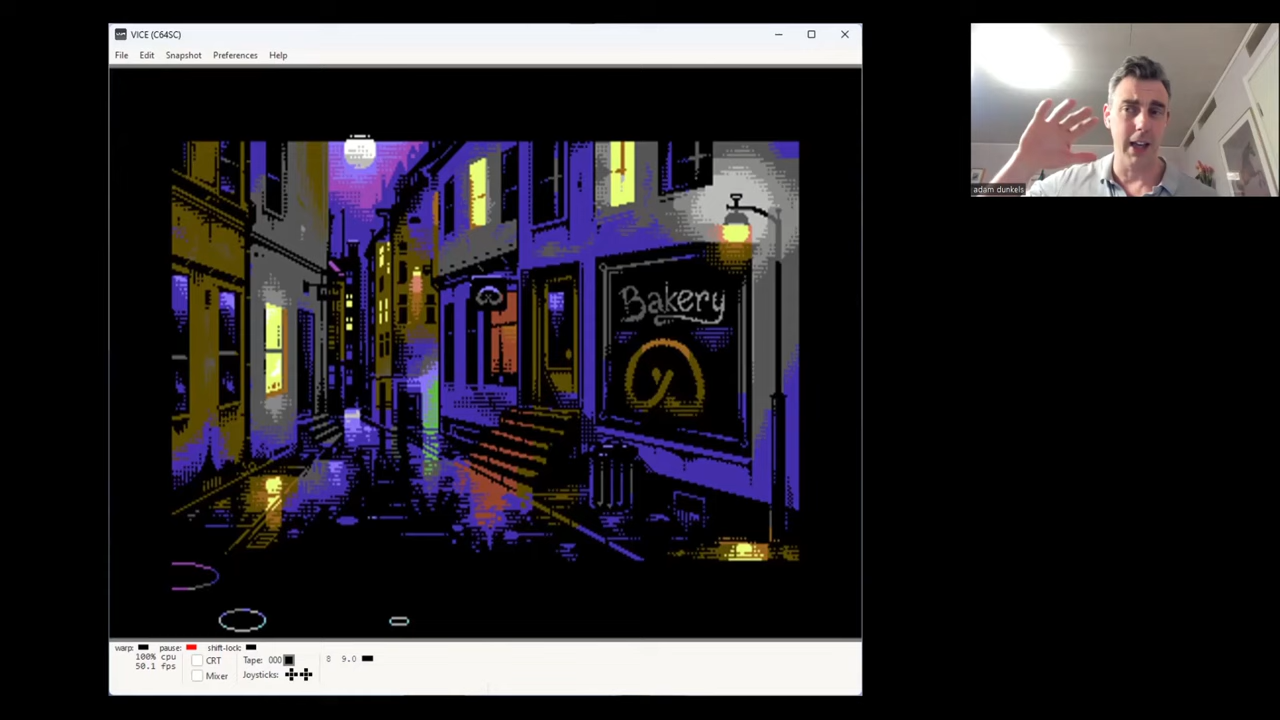 VICE (C64SC)
File Edit Snapshot Preferences Help
Bakery
adam dunkels
warp: pause: shift-lock:
100% cpu
50.1 fps
CRT
Mixer
Tape: 000
Joysticks:
8 9.0